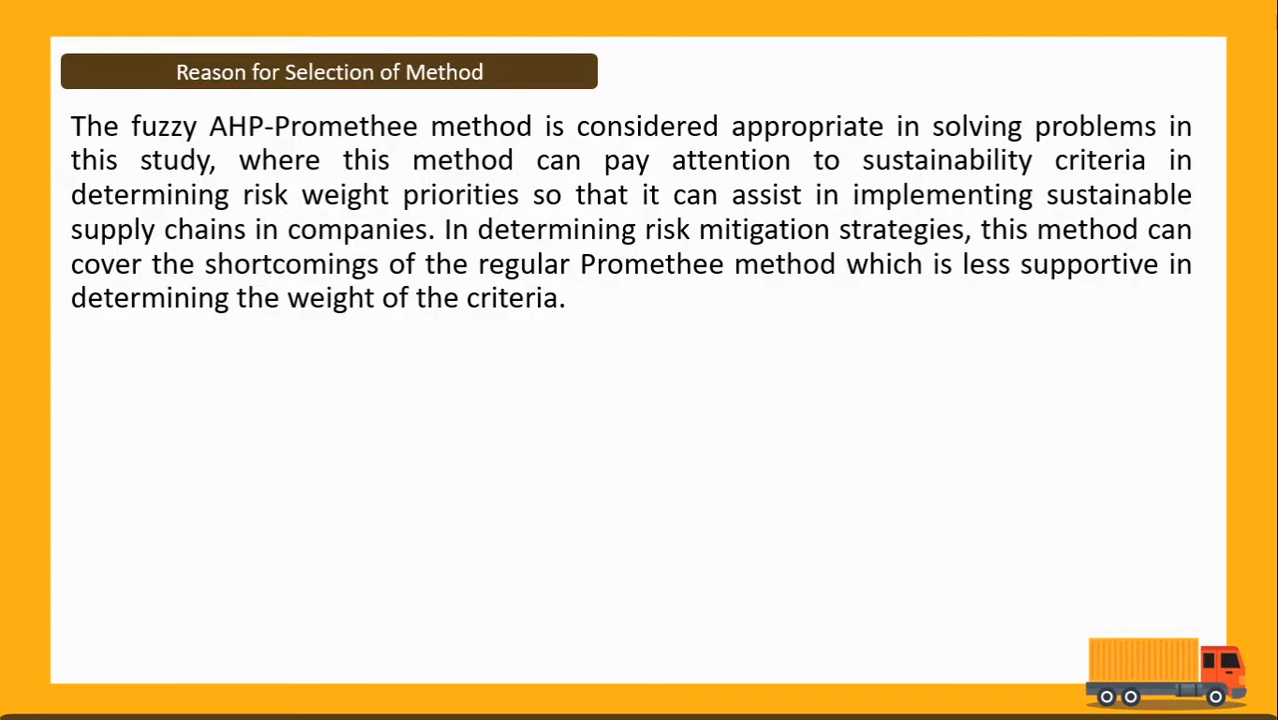 Reason for Selection of Method
The fuzzy AHP-Promethee method is considered appropriate in solving problems in
this study, where this method can pay attention to sustainability criteria in
determining risk weight priorities so that it can assist in implementing sustainable
supply chains in companies. In determining risk mitigation strategies, this method can
cover the shortcomings of the regular Promethee method which is less supportive in
determining the weight of the criteria.